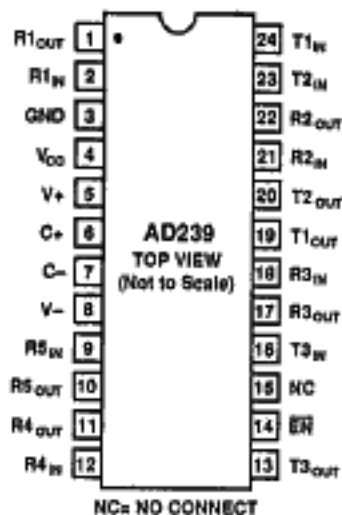 R1OUT 1 24 T1IN
R1IN 2 23 T2IN
GND 3 22 R2OUT
VCC 4 21 R2IN
V+ 5 20 T2OUT
C+ 6 19 T1OUT
C– 7 18 R3IN
V– 8 17 R3OUT
R5IN 9 16 T3IN
R5OUT 10 15 NC
R4OUT 11 14 E̅N̅
R4IN 12 13 T3OUT
AD239
TOP VIEW
(Not to Scale)
NC= NO CONNECT